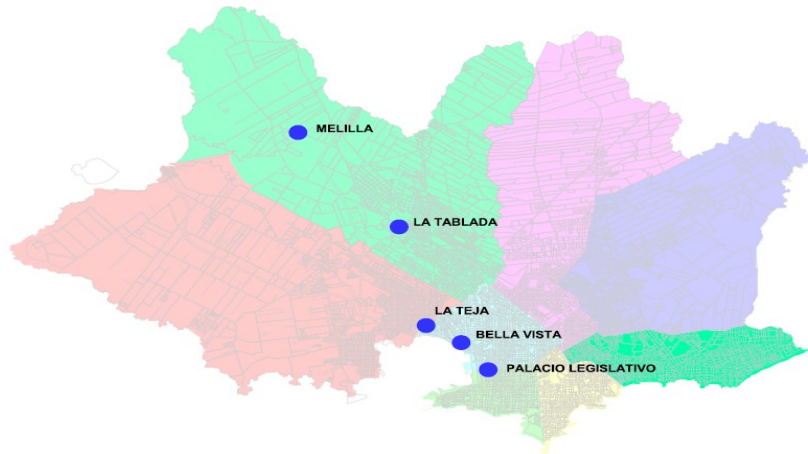 MELILLA
LA TABLADA
LA TEJA
BELLA VISTA
PALACIO LEGISLATIVO